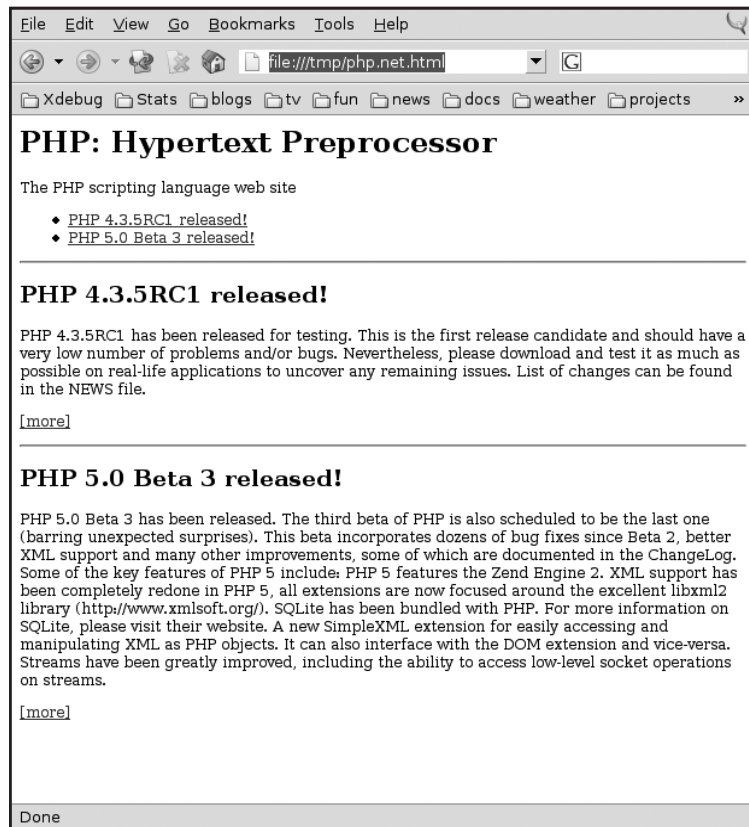 File Edit View Go Bookmarks Tools Help
file:///tmp/php.net.html G
Xdebug Stats blogs tv fun news docs weather projects »
PHP: Hypertext Preprocessor
The PHP scripting language web site
◆ PHP 4.3.5RC1 released!
◆ PHP 5.0 Beta 3 released!
PHP 4.3.5RC1 released!
PHP 4.3.5RC1 has been released for testing. This is the first release candidate and should have a
very low number of problems and/or bugs. Nevertheless, please download and test it as much as
possible on real-life applications to uncover any remaining issues. List of changes can be found
in the NEWS file.
[more]
PHP 5.0 Beta 3 released!
PHP 5.0 Beta 3 has been released. The third beta of PHP is also scheduled to be the last one
(barring unexpected surprises). This beta incorporates dozens of bug fixes since Beta 2, better
XML support and many other improvements, some of which are documented in the ChangeLog.
Some of the key features of PHP 5 include: PHP 5 features the Zend Engine 2. XML support has
been completely redone in PHP 5, all extensions are now focused around the excellent libxml2
library (http://www.xmlsoft.org/). SQLite has been bundled with PHP. For more information on
SQLite, please visit their website. A new SimpleXML extension for easily accessing and
manipulating XML as PHP objects. It can also interface with the DOM extension and vice-versa.
Streams have been greatly improved, including the ability to access low-level socket operations
on streams.
[more]
Done